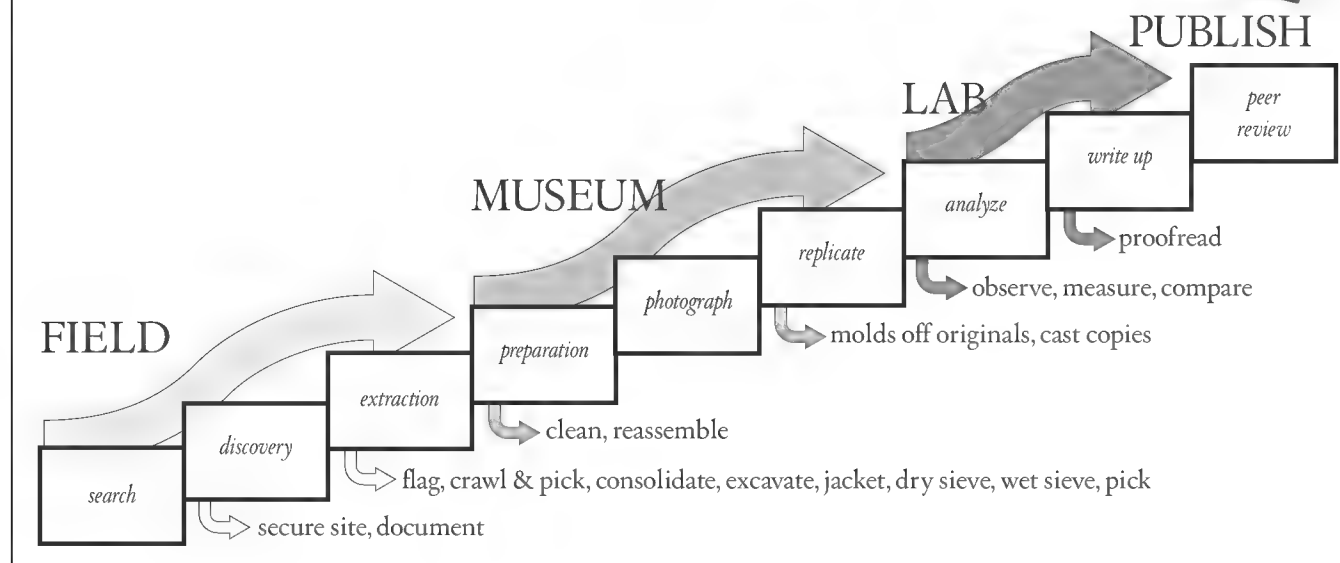 PUBLISH
peer
review
LAB
write up
proofread
MUSEUM
analyze
observe, measure, compare
replicate
molds off originals, cast copies
photograph
FIELD
preparation
clean, reassemble
extraction
flag, crawl & pick, consolidate, excavate, jacket, dry sieve, wet sieve, pick
discovery
secure site, document
search